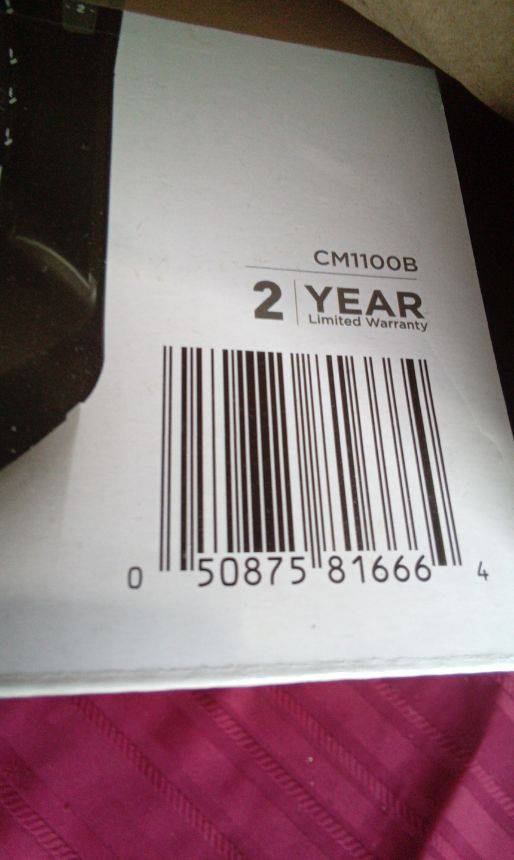 CM1100B
2 YEAR
Limited Warranty
0 50875 81666 4